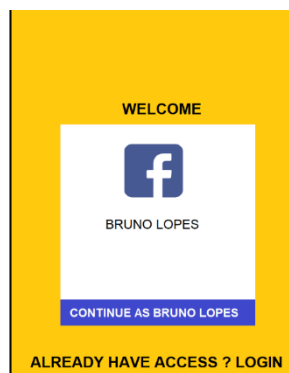 WELCOME
f
BRUNO LOPES
CONTINUE AS BRUNO LOPES
ALREADY HAVE ACCESS ? LOGIN